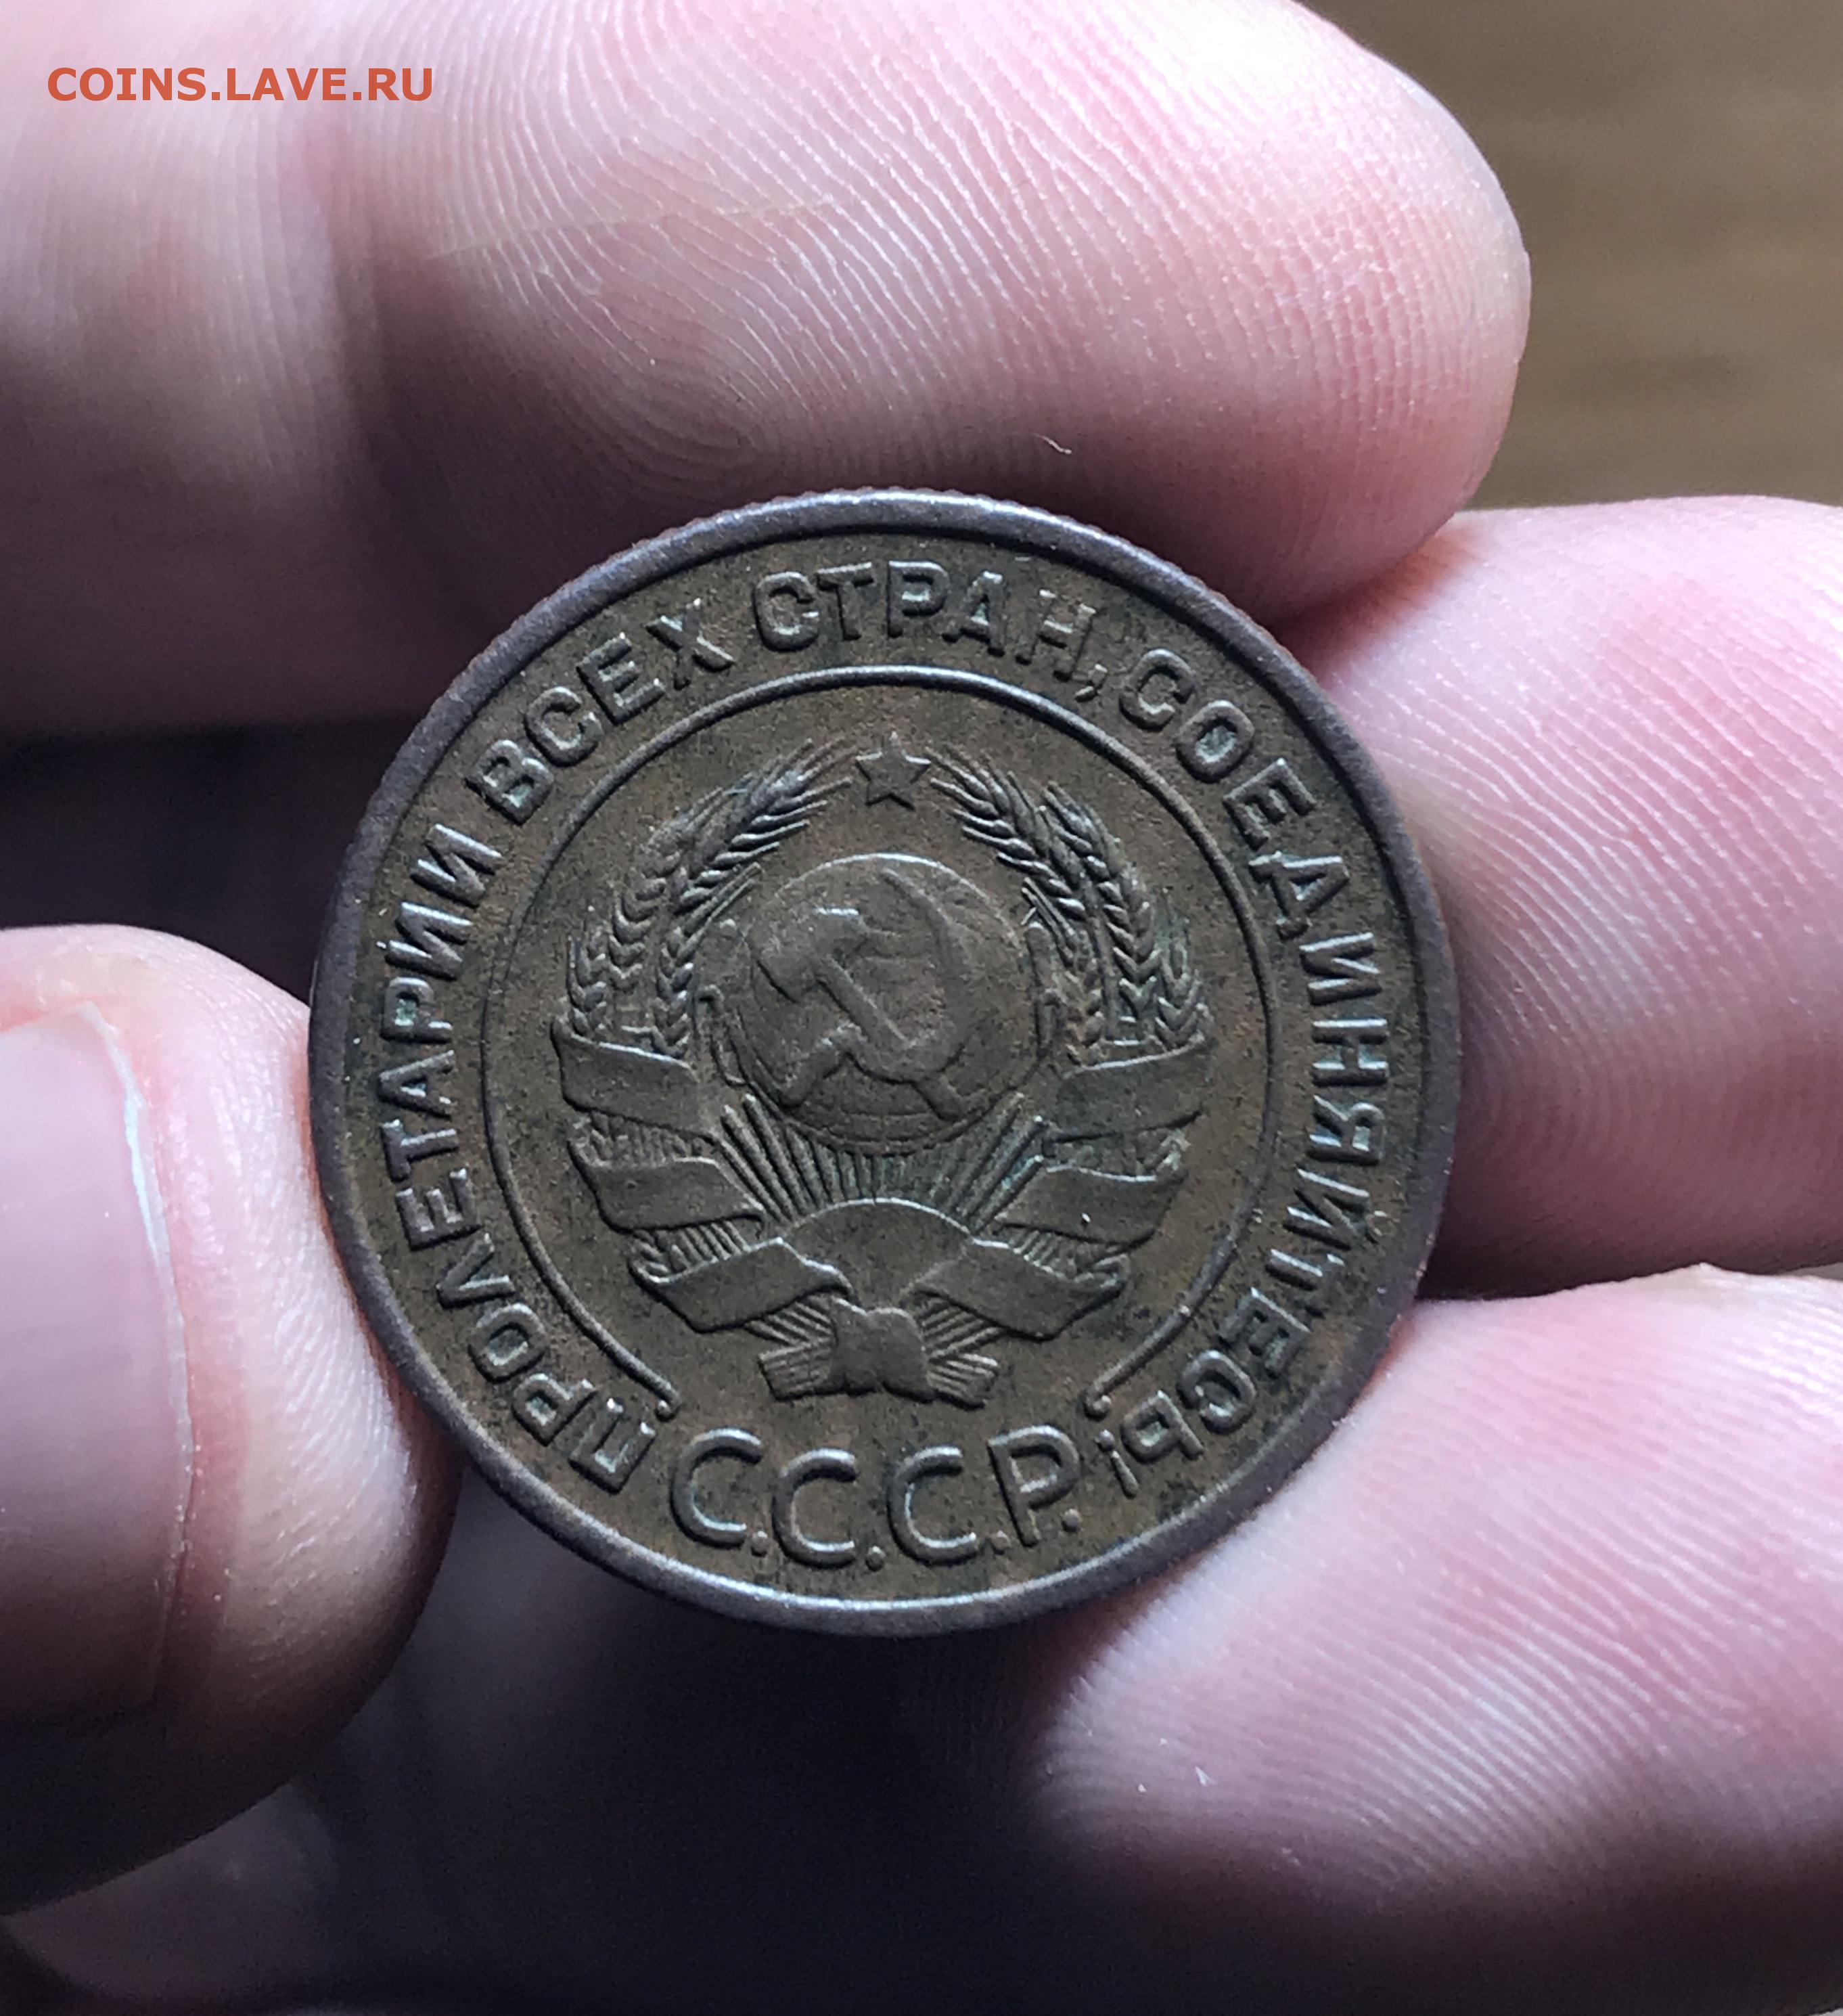 COINS.LAVE.RU
ПРОЛЕТАРИИ ВСЕХ СТРАН, СОЕДИНЯЙТЕСЬ!
С.С.С.Р.